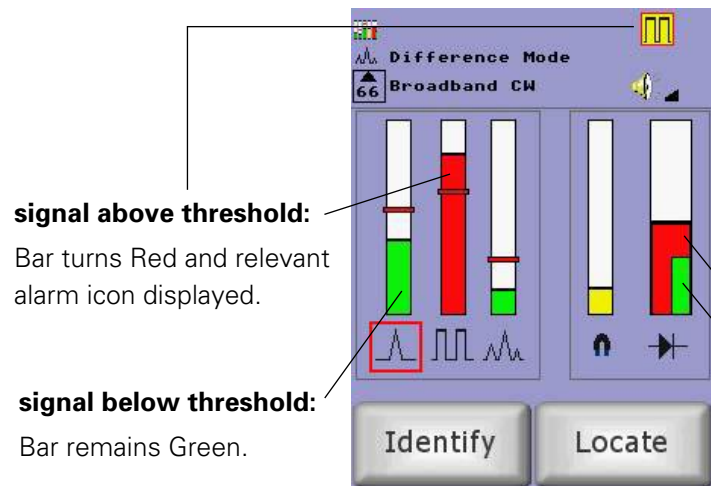 Difference Mode
66 Broadband CW
signal above threshold:
Bar turns Red and relevant
alarm icon displayed.
signal below threshold:
Bar remains Green.
Identify
Locate